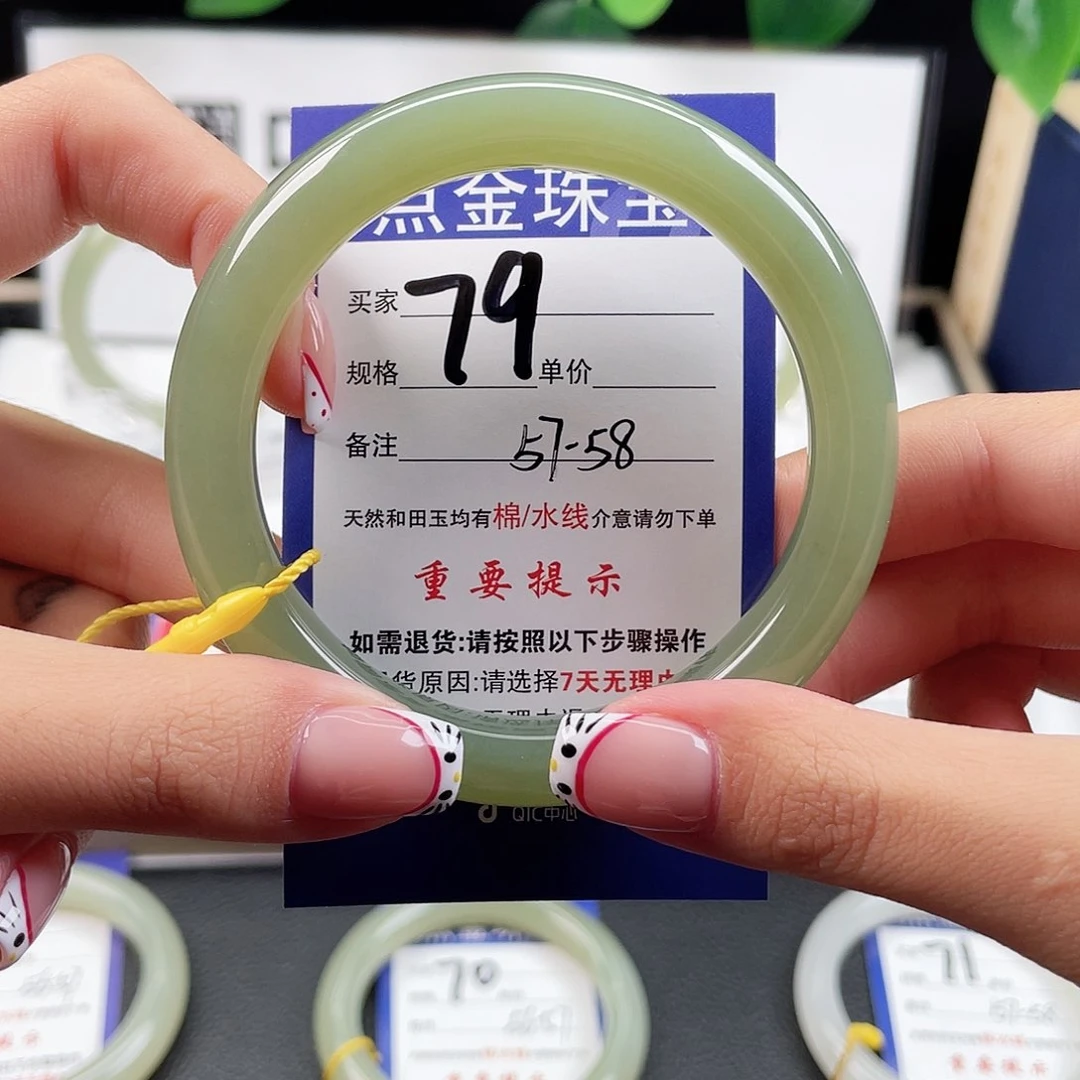 点金珠宝
买家
79
规格 单价
备注 57-58
天然和田玉均有棉/水线介意请勿下单
重要提示
如需退货:请按照以下步骤操作
货原因:请选择7天无理由
QIC中心
70
71